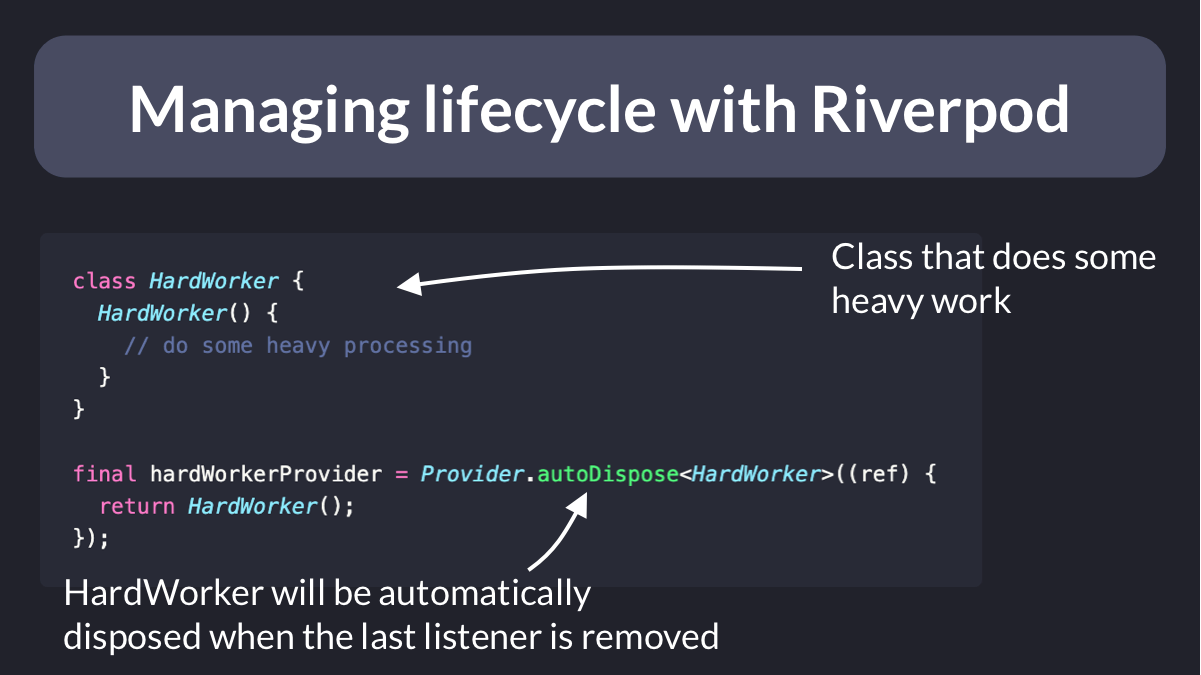 Managing lifecycle with Riverpod
Class that does some
heavy work
class HardWorker {
  HardWorker() {
    // do some heavy processing
  }
}

final hardWorkerProvider = Provider.autoDispose<HardWorker>((ref) {
  return HardWorker();
});
HardWorker will be automatically
disposed when the last listener is removed